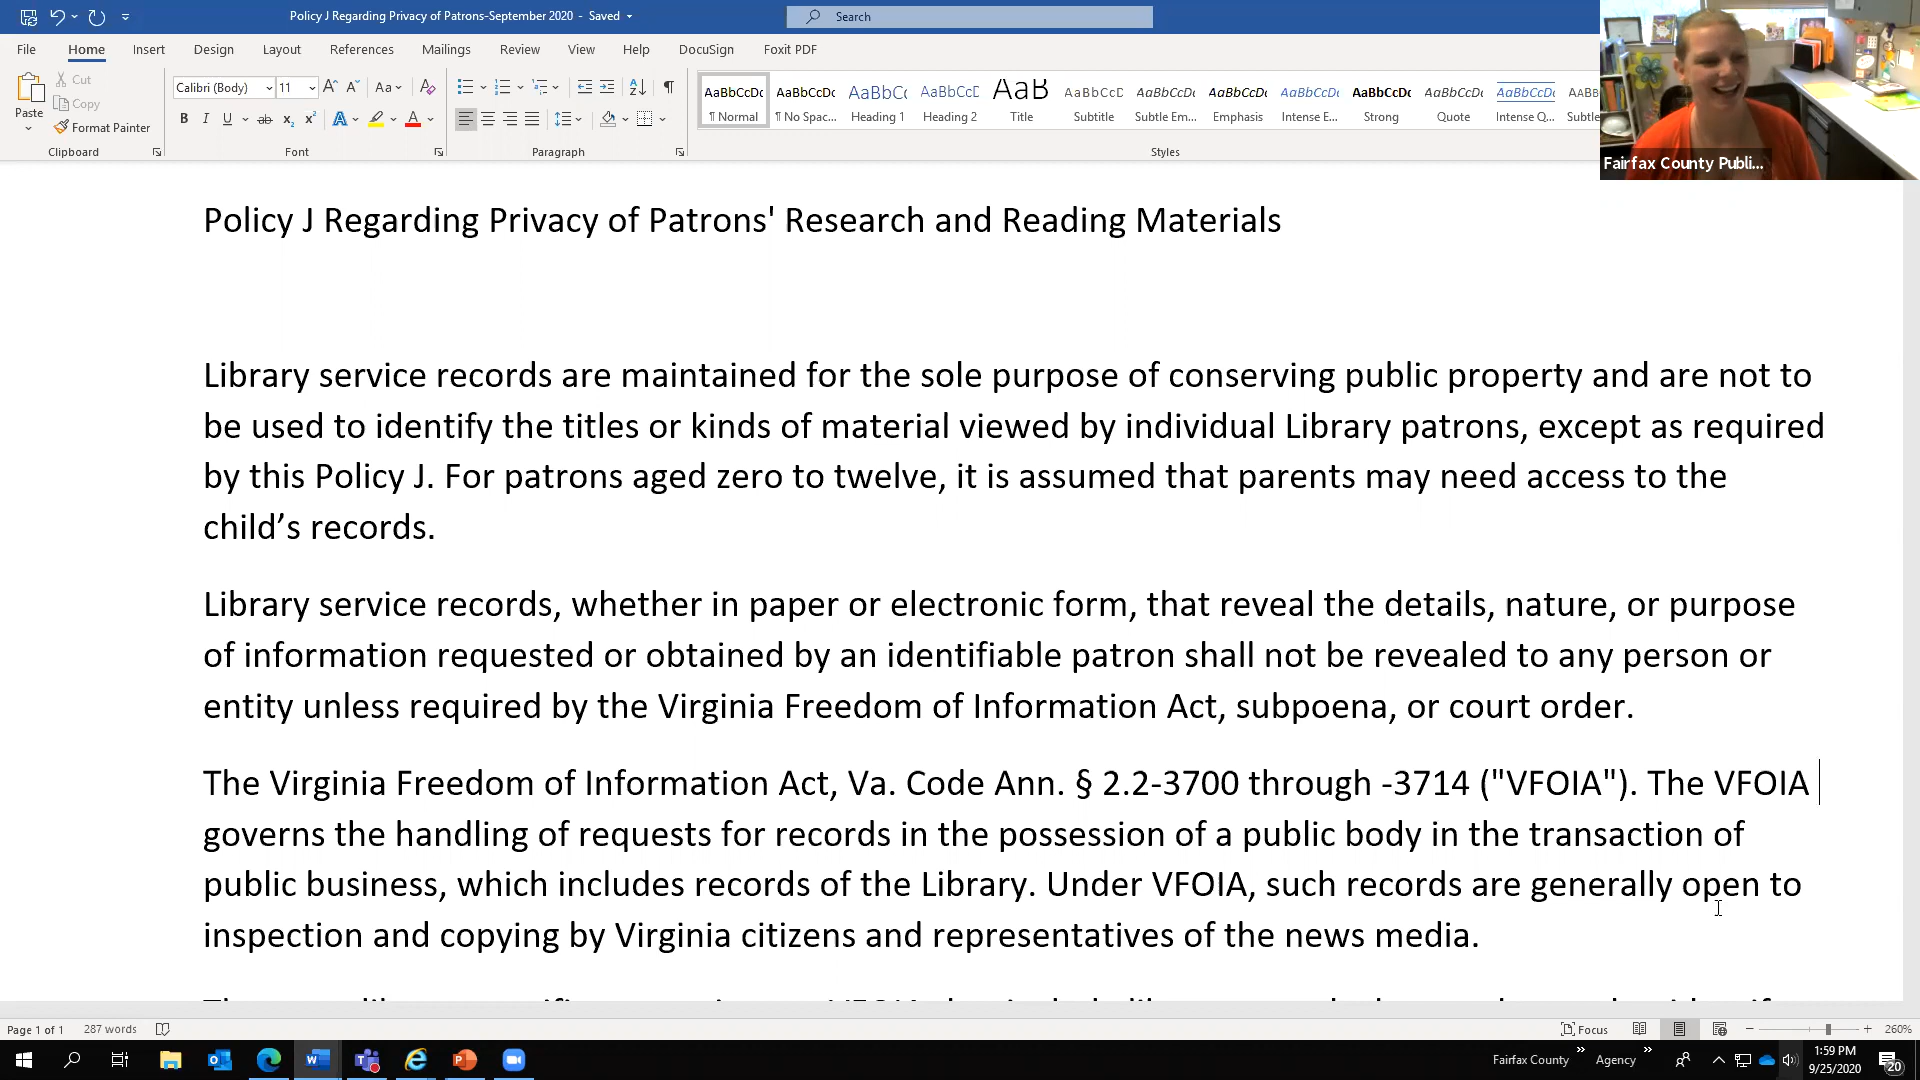 Policy J Regarding Privacy of Patrons-September 2020 - Saved
Search
File Home Insert Design Layout References Mailings Review View Help DocuSign Foxit PDF
Paste
Cut
Copy
Format Painter
Clipboard
Calibri (Body) 11
Font
Paragraph
AaBbCcDc AaBbCcDc AaBbC( AaBbCcD AaB AaBbCcD AaBbCcDc AaBbCcDc AaBbCcDc AaBbCcDc AaBbCcDc AaBbCcDc
¶ Normal ¶ No Spac... Heading 1 Heading 2 Title Subtitle Subtle Em... Emphasis Intense E... Strong Quote Intense Q...
Styles
Fairfax County Publi...
Policy J Regarding Privacy of Patrons' Research and Reading Materials
Library service records are maintained for the sole purpose of conserving public property and are not to
be used to identify the titles or kinds of material viewed by individual Library patrons, except as required
by this Policy J. For patrons aged zero to twelve, it is assumed that parents may need access to the
child’s records.
Library service records, whether in paper or electronic form, that reveal the details, nature, or purpose
of information requested or obtained by an identifiable patron shall not be revealed to any person or
entity unless required by the Virginia Freedom of Information Act, subpoena, or court order.
The Virginia Freedom of Information Act, Va. Code Ann. § 2.2-3700 through -3714 ("VFOIA"). The VFOIA
governs the handling of requests for records in the possession of a public body in the transaction of
public business, which includes records of the Library. Under VFOIA, such records are generally open to
inspection and copying by Virginia citizens and representatives of the news media.
Page 1 of 1 287 words
Focus
260%
Fairfax County Agency
1:59 PM
9/25/2020
20